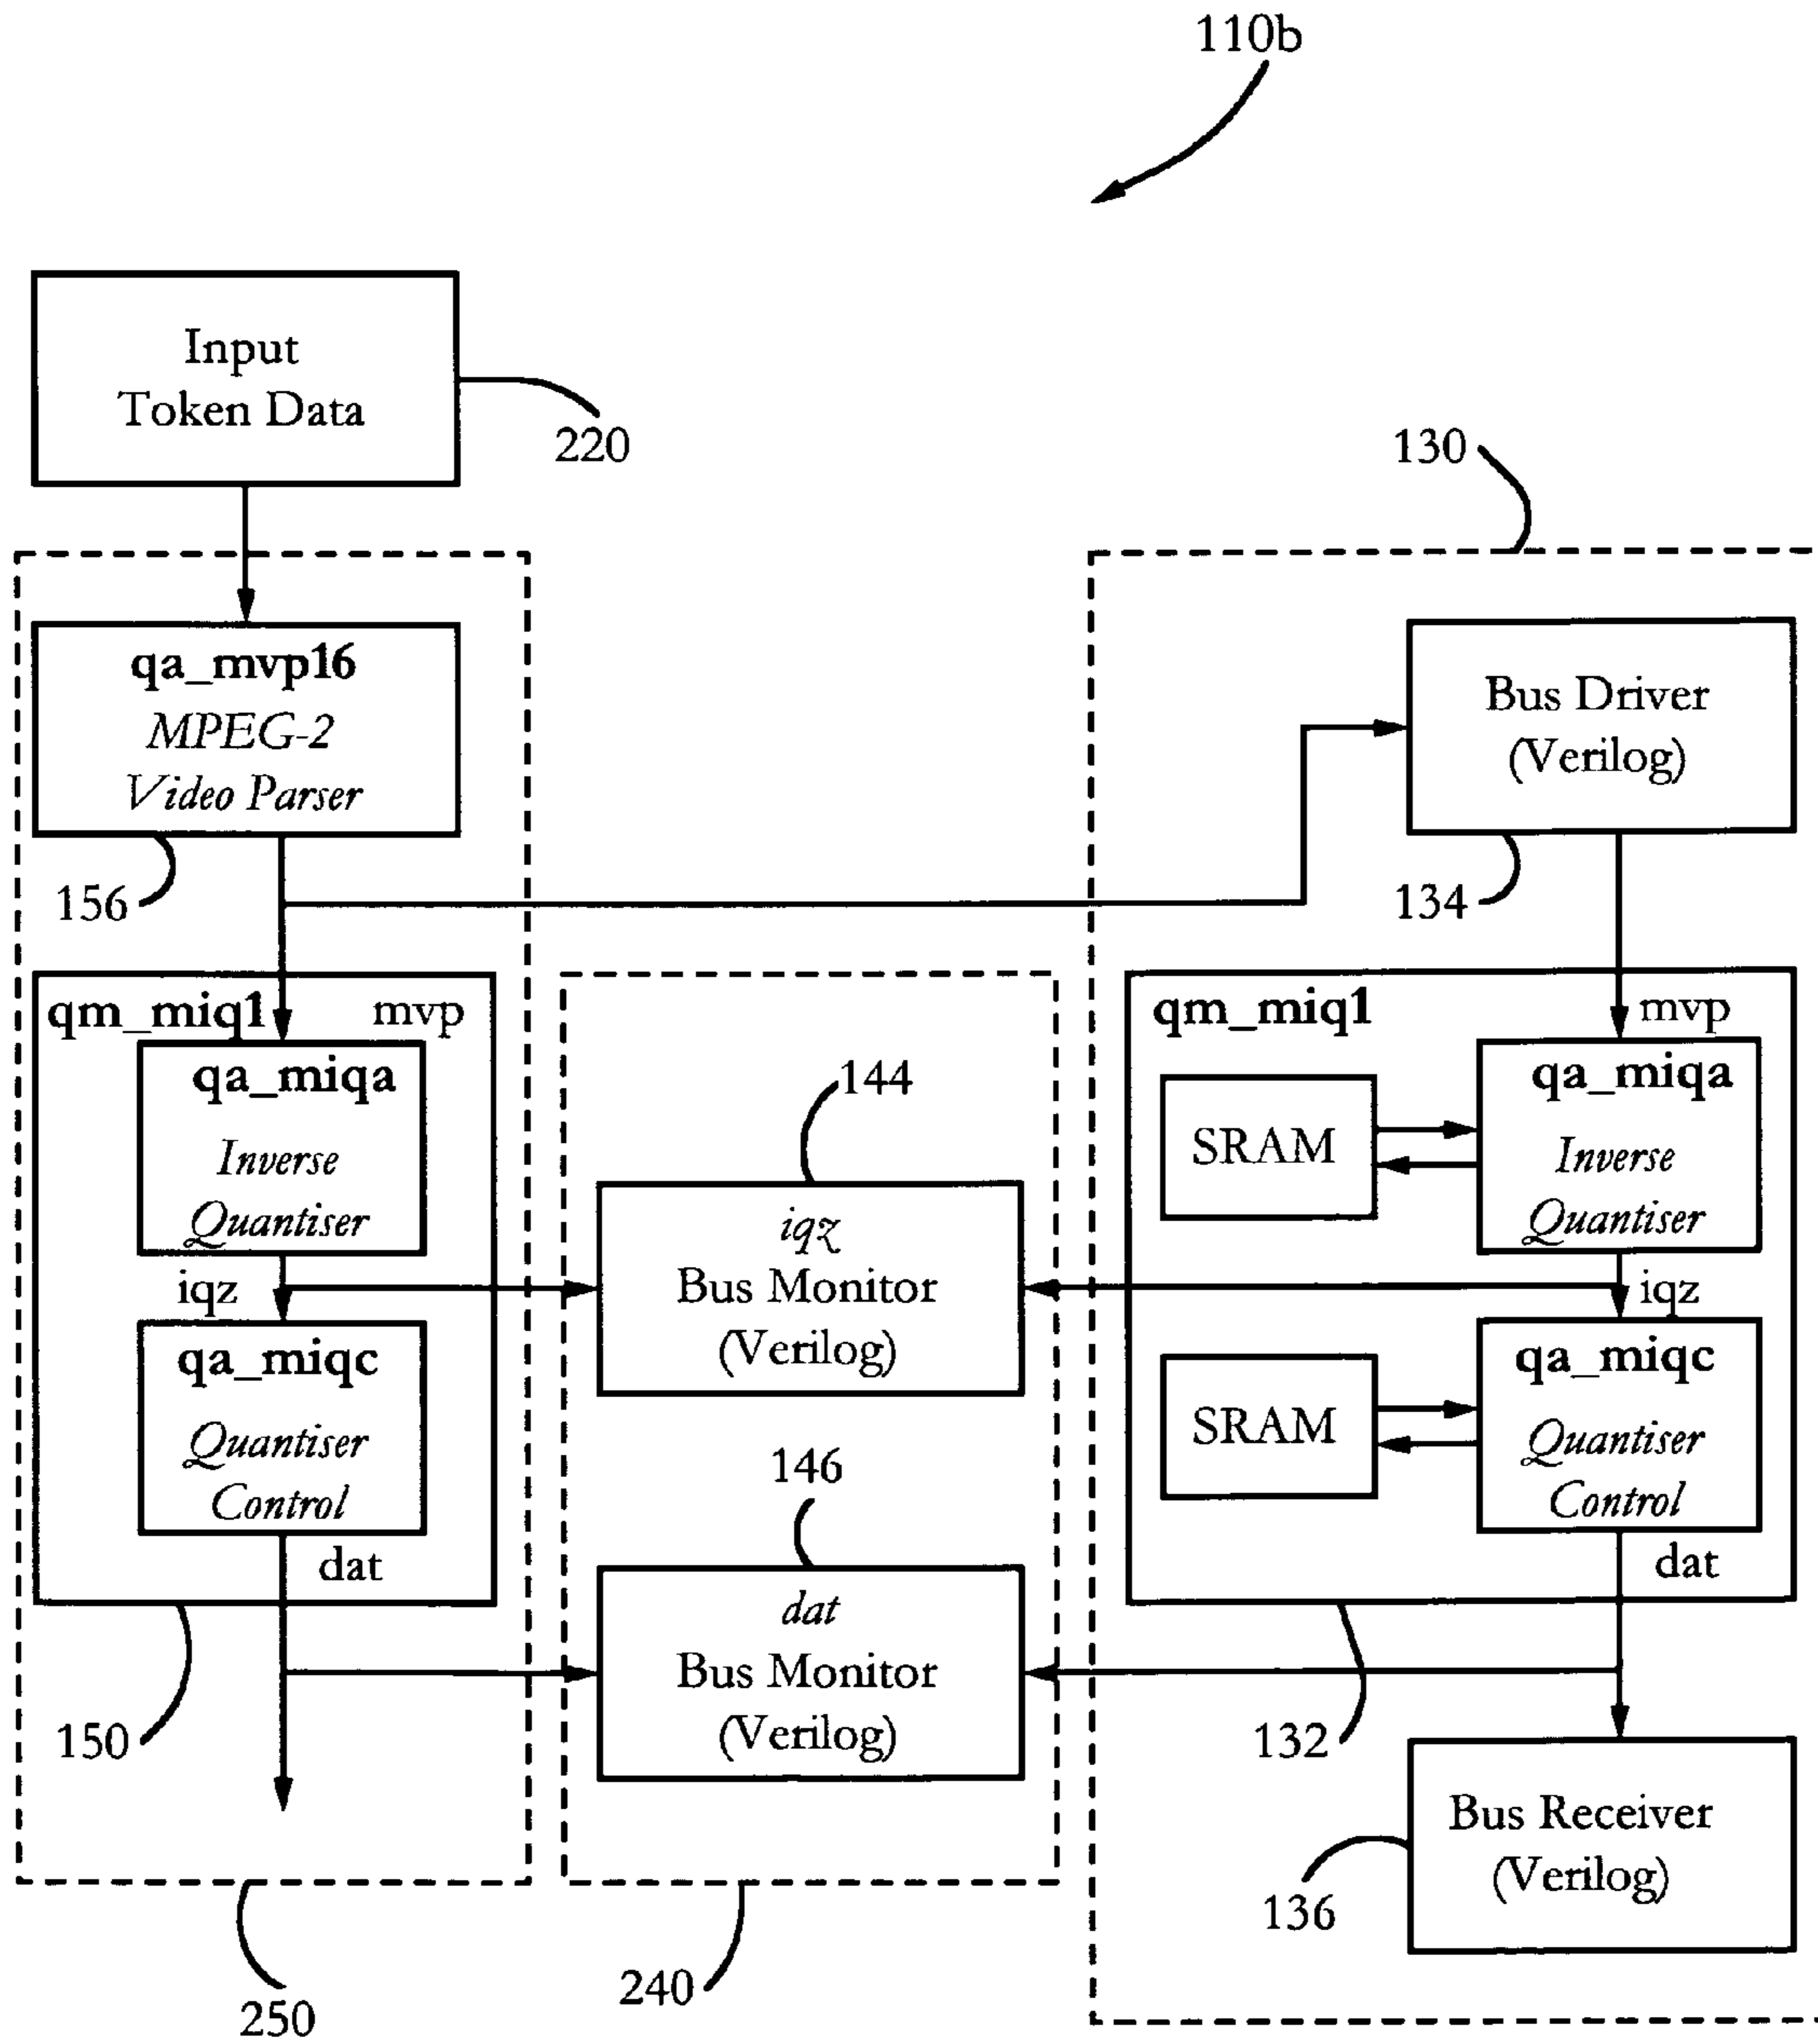 110b
Input
Token Data
220
130
qa_mvp16
MPEG-2
Video Parser
156
Bus Driver
(Verilog)
134
qm_miq1
mvp
qa_miqa
Inverse
Quantiser
iqz
qa_miqc
Quantiser
Control
dat
150
250
144
iqz
Bus Monitor
(Verilog)
146
dat
Bus Monitor
(Verilog)
240
qm_miq1
mvp
SRAM
qa_miqa
Inverse
Quantiser
iqz
SRAM
qa_miqc
Quantiser
Control
dat
132
Bus Receiver
(Verilog)
136